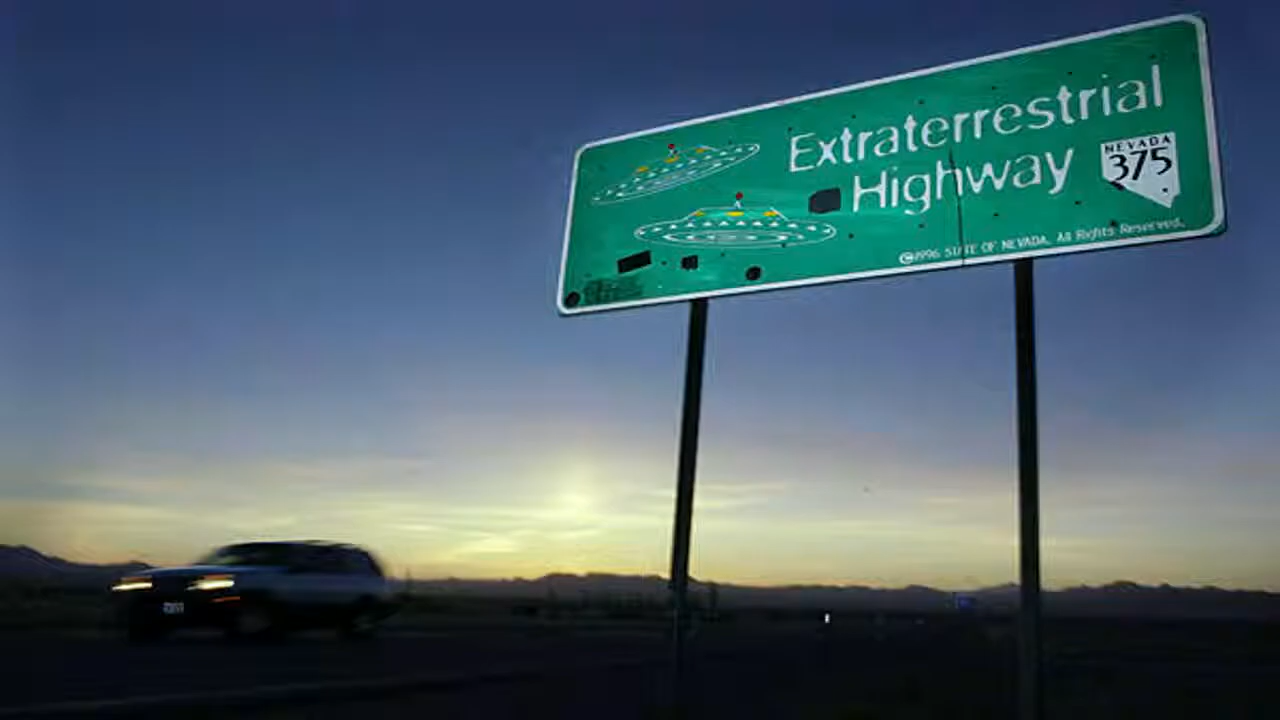 Extraterrestrial
Highway
NEVADA
375
©1996 STATE OF NEVADA. All Rights Reserved.